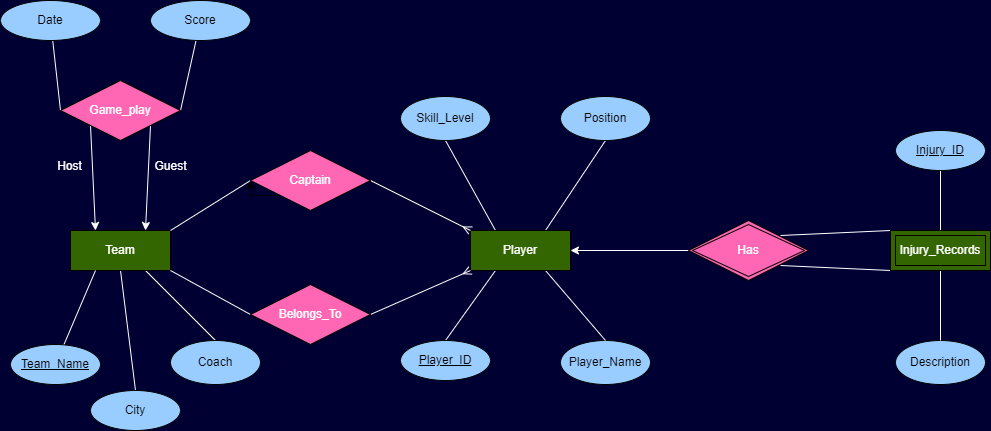 Date
Score
Game_play
Host
Guest
Skill_Level
Position
Injury_ID
Captain
Team
Player
Has
Injury_Records
Belongs_To
Team_Name
Coach
Player_ID
Player_Name
Description
City